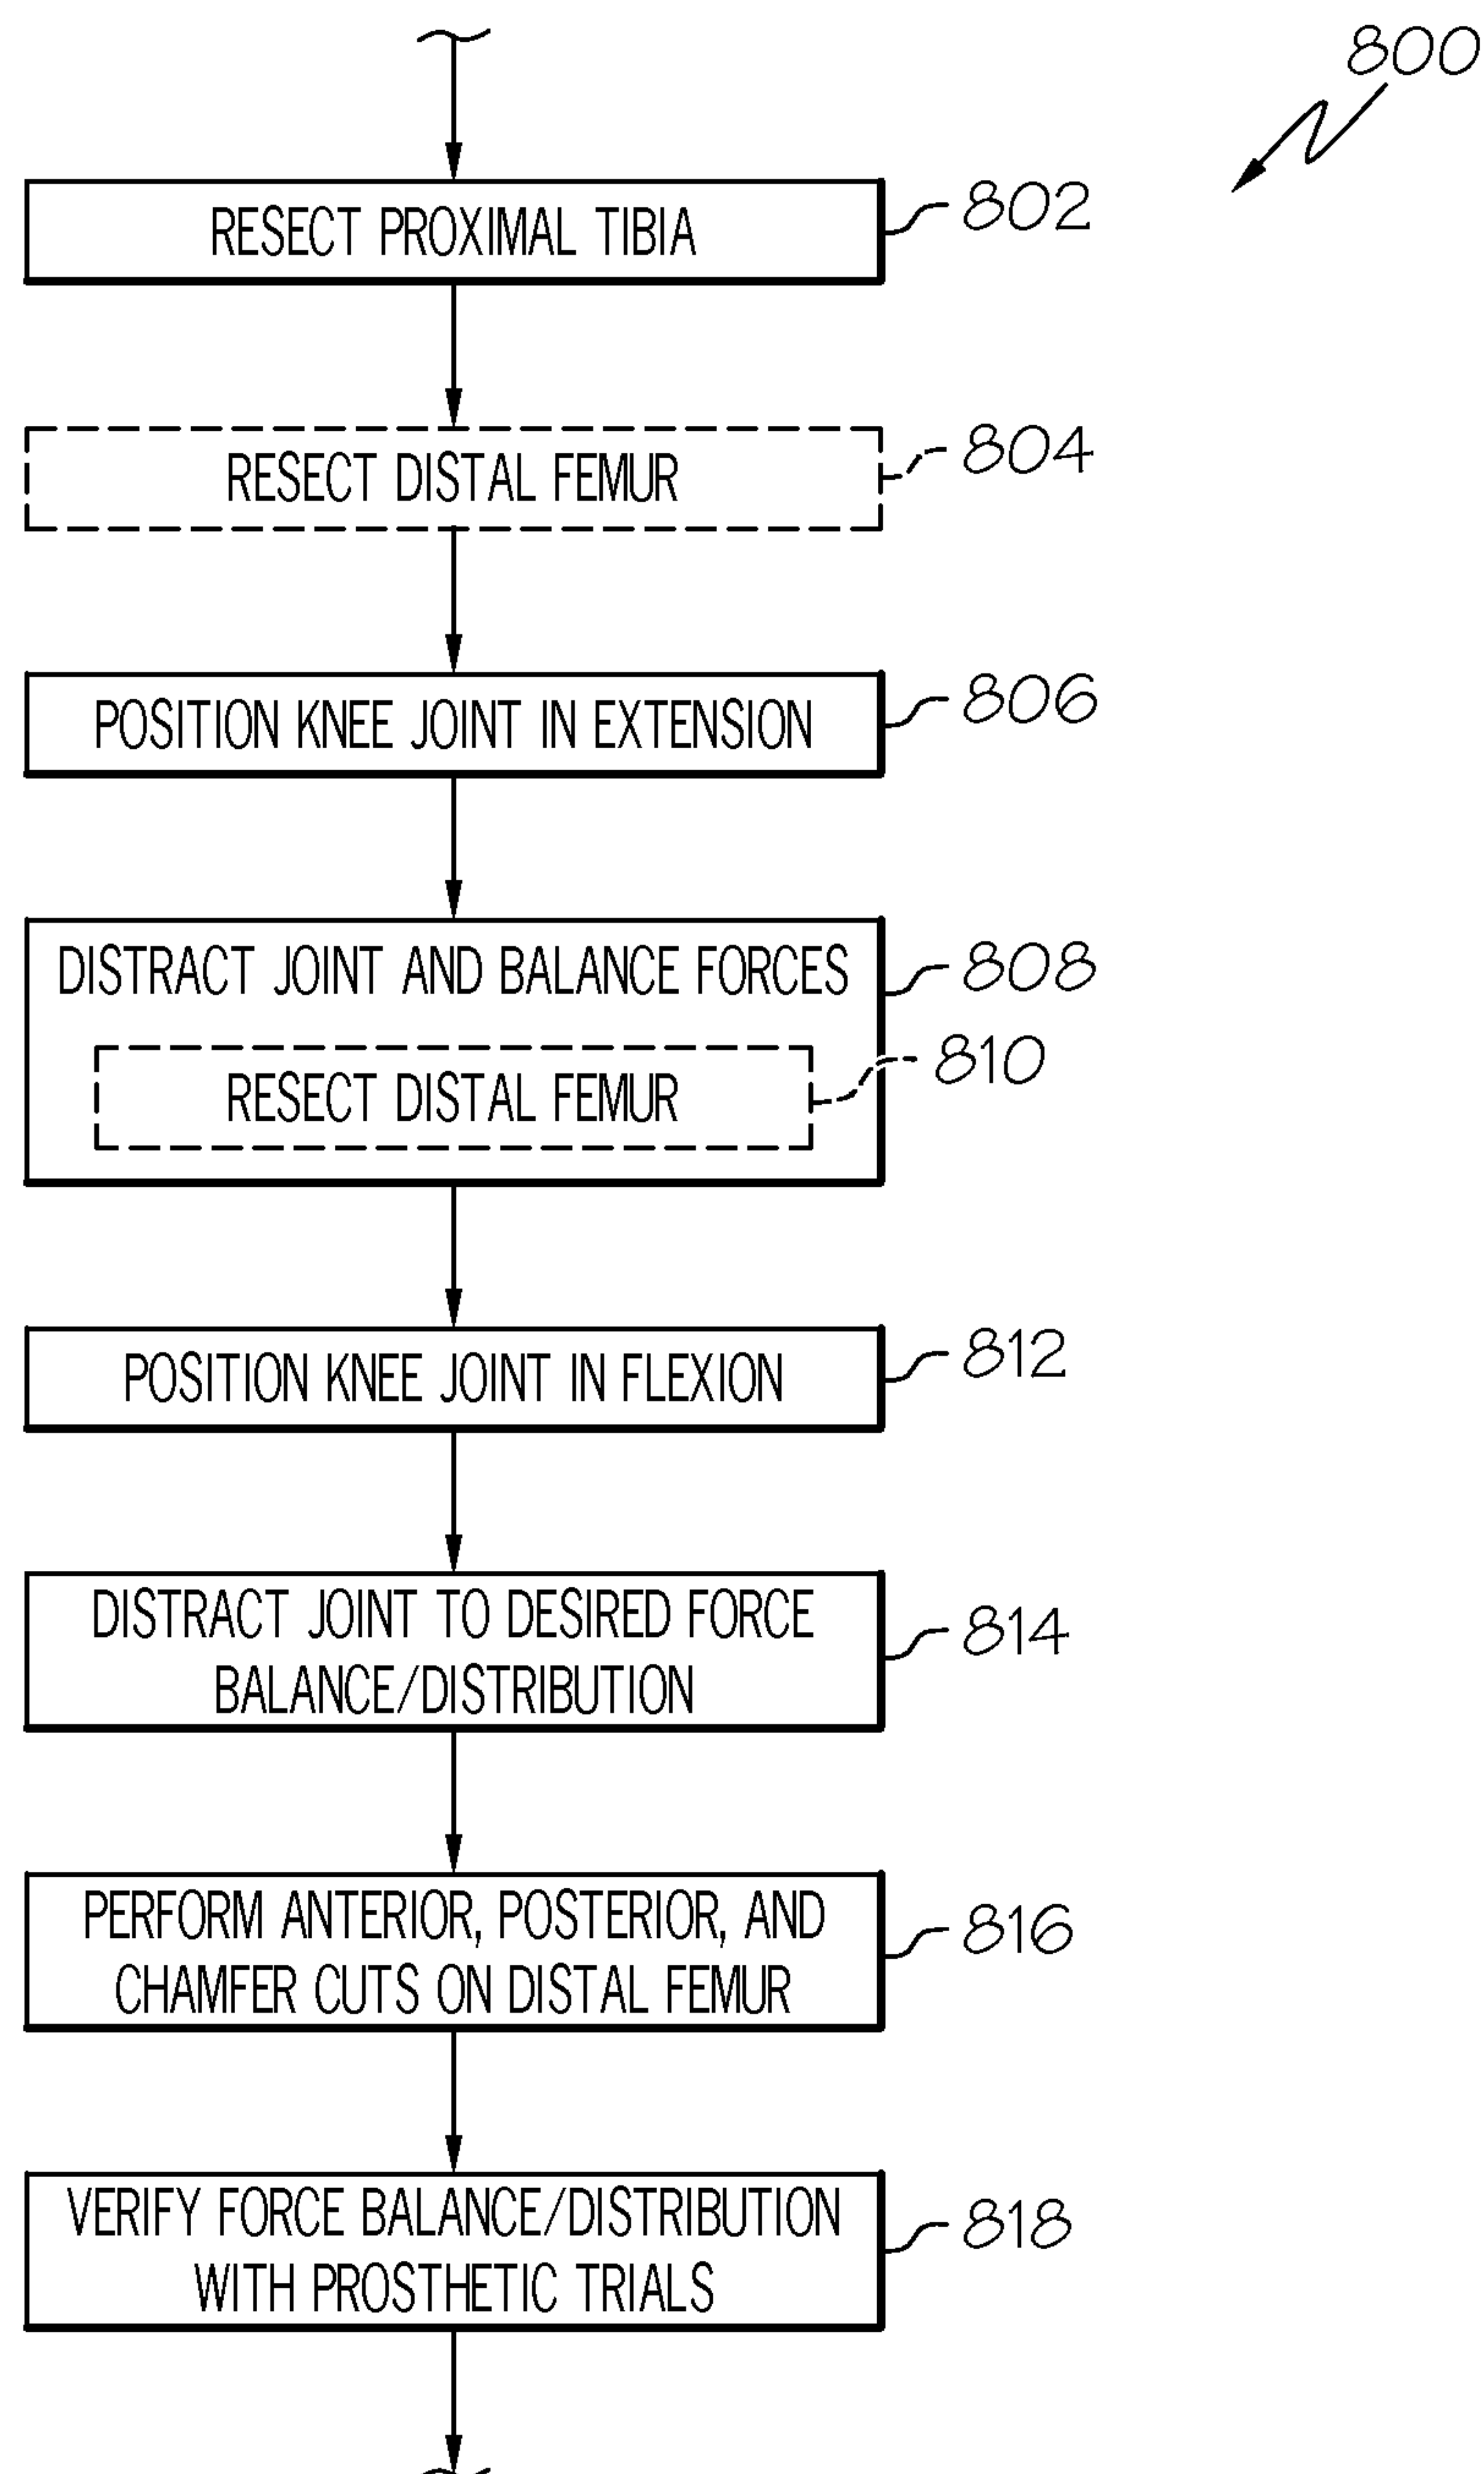 800
RESECT PROXIMAL TIBIA
802
RESECT DISTAL FEMUR
804
POSITION KNEE JOINT IN EXTENSION
806
DISTRACT JOINT AND BALANCE FORCES
808
RESECT DISTAL FEMUR
810
POSITION KNEE JOINT IN FLEXION
812
DISTRACT JOINT TO DESIRED FORCE
BALANCE/DISTRIBUTION
814
PERFORM ANTERIOR, POSTERIOR, AND
CHAMFER CUTS ON DISTAL FEMUR
816
VERIFY FORCE BALANCE/DISTRIBUTION
WITH PROSTHETIC TRIALS
818